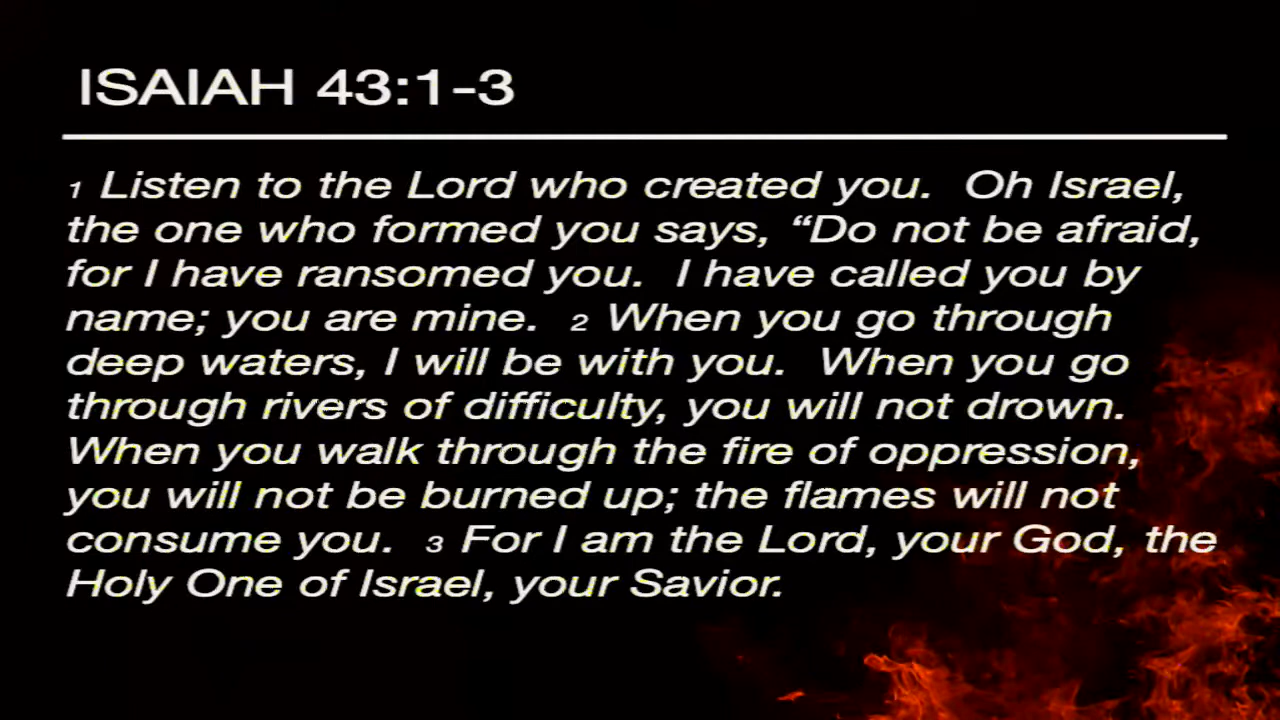 ISAIAH 43:1-3
1 Listen to the Lord who created you.  Oh Israel,
the one who formed you says, “Do not be afraid,
for I have ransomed you.  I have called you by
name; you are mine.  2 When you go through
deep waters, I will be with you.  When you go
through rivers of difficulty, you will not drown.
When you walk through the fire of oppression,
you will not be burned up; the flames will not
consume you.  3 For I am the Lord, your God, the
Holy One of Israel, your Savior.